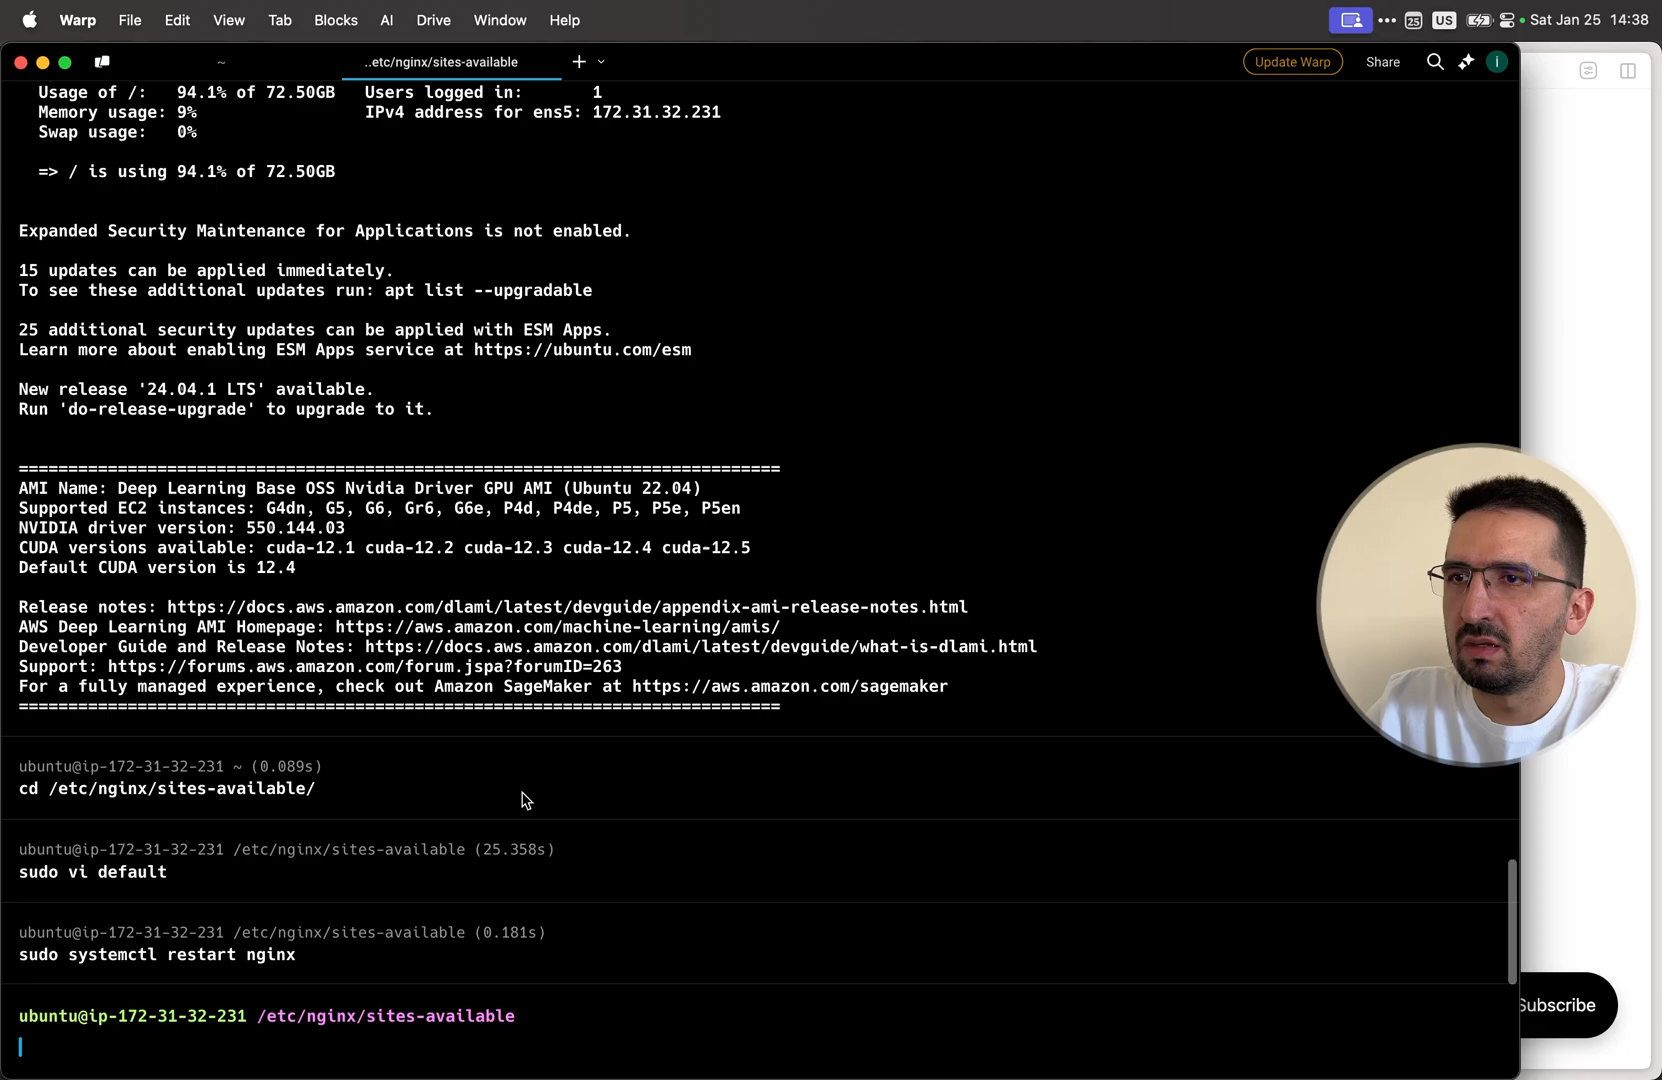 Warp File Edit View Tab Blocks AI Drive Window Help 25 US Sat Jan 25 14:38
~ ..etc/nginx/sites-available Update Warp Share i
Usage of /: 94.1% of 72.50GB Users logged in: 1
Memory usage: 9% IPv4 address for ens5: 172.31.32.231
Swap usage: 0%
=> / is using 94.1% of 72.50GB
Expanded Security Maintenance for Applications is not enabled.
15 updates can be applied immediately.
To see these additional updates run: apt list --upgradable
25 additional security updates can be applied with ESM Apps.
Learn more about enabling ESM Apps service at https://ubuntu.com/esm
New release '24.04.1 LTS' available.
Run 'do-release-upgrade' to upgrade to it.
=============================================================================
AMI Name: Deep Learning Base OSS Nvidia Driver GPU AMI (Ubuntu 22.04)
Supported EC2 instances: G4dn, G5, G6, Gr6, G6e, P4d, P4de, P5, P5e, P5en
NVIDIA driver version: 550.144.03
CUDA versions available: cuda-12.1 cuda-12.2 cuda-12.3 cuda-12.4 cuda-12.5
Default CUDA version is 12.4
Release notes: https://docs.aws.amazon.com/dlami/latest/devguide/appendix-ami-release-notes.html
AWS Deep Learning AMI Homepage: https://aws.amazon.com/machine-learning/amis/
Developer Guide and Release Notes: https://docs.aws.amazon.com/dlami/latest/devguide/what-is-dlami.html
Support: https://forums.aws.amazon.com/forum.jspa?forumID=263
For a fully managed experience, check out Amazon SageMaker at https://aws.amazon.com/sagemaker
=============================================================================
ubuntu@ip-172-31-32-231 ~ (0.089s)
cd /etc/nginx/sites-available/
ubuntu@ip-172-31-32-231 /etc/nginx/sites-available (25.358s)
sudo vi default
ubuntu@ip-172-31-32-231 /etc/nginx/sites-available (0.181s)
sudo systemctl restart nginx
Subscribe
ubuntu@ip-172-31-32-231 /etc/nginx/sites-available